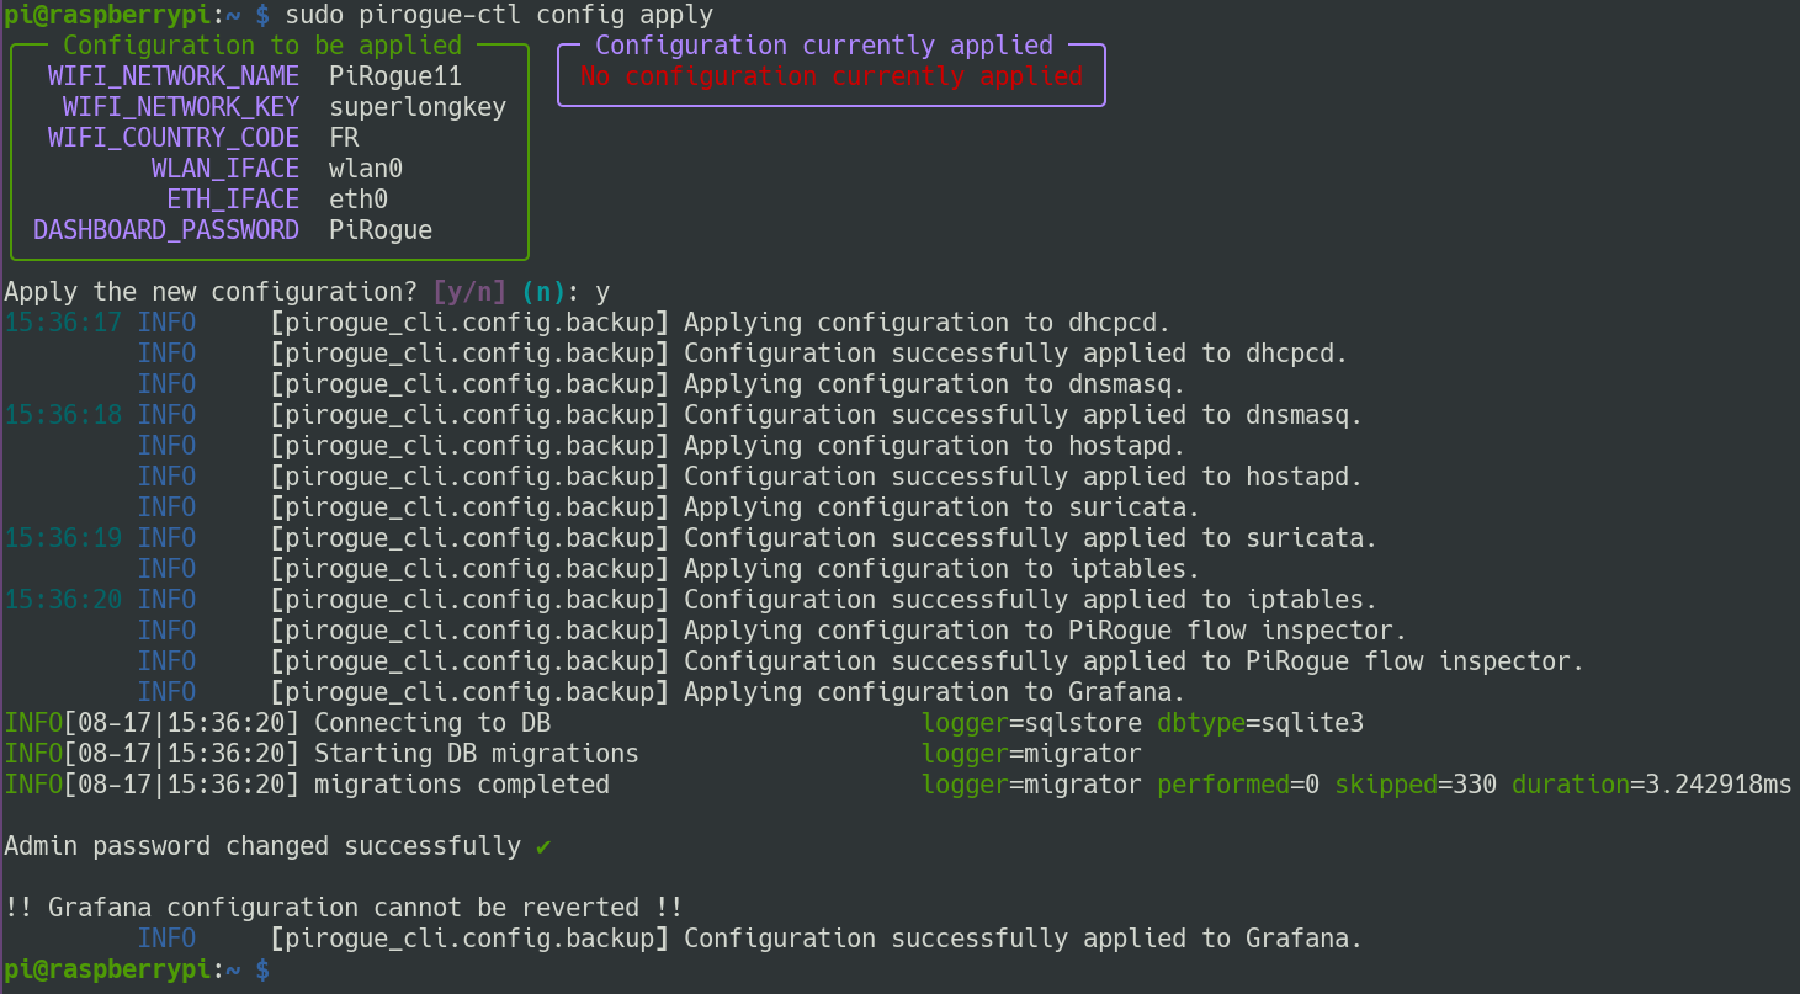 pi@raspberrypi:~ $ sudo pirogue-ctl config apply
Configuration to be applied
WIFI_NETWORK_NAME PiRogue11
WIFI_NETWORK_KEY superlongkey
WIFI_COUNTRY_CODE FR
WLAN_IFACE wlan0
ETH_IFACE eth0
DASHBOARD_PASSWORD PiRogue
Configuration currently applied
No configuration currently applied
Apply the new configuration? [y/n] (n): y
15:36:17 INFO [pirogue_cli.config.backup] Applying configuration to dhcpcd.
INFO [pirogue_cli.config.backup] Configuration successfully applied to dhcpcd.
INFO [pirogue_cli.config.backup] Applying configuration to dnsmasq.
15:36:18 INFO [pirogue_cli.config.backup] Configuration successfully applied to dnsmasq.
INFO [pirogue_cli.config.backup] Applying configuration to hostapd.
INFO [pirogue_cli.config.backup] Configuration successfully applied to hostapd.
INFO [pirogue_cli.config.backup] Applying configuration to suricata.
15:36:19 INFO [pirogue_cli.config.backup] Configuration successfully applied to suricata.
INFO [pirogue_cli.config.backup] Applying configuration to iptables.
15:36:20 INFO [pirogue_cli.config.backup] Configuration successfully applied to iptables.
INFO [pirogue_cli.config.backup] Applying configuration to PiRogue flow inspector.
INFO [pirogue_cli.config.backup] Configuration successfully applied to PiRogue flow inspector.
INFO [pirogue_cli.config.backup] Applying configuration to Grafana.
INFO[08-17|15:36:20] Connecting to DB logger=sqlstore dbtype=sqlite3
INFO[08-17|15:36:20] Starting DB migrations logger=migrator
INFO[08-17|15:36:20] migrations completed logger=migrator performed=0 skipped=330 duration=3.242918ms
Admin password changed successfully ✔
!! Grafana configuration cannot be reverted !!
INFO [pirogue_cli.config.backup] Configuration successfully applied to Grafana.
pi@raspberrypi:~ $